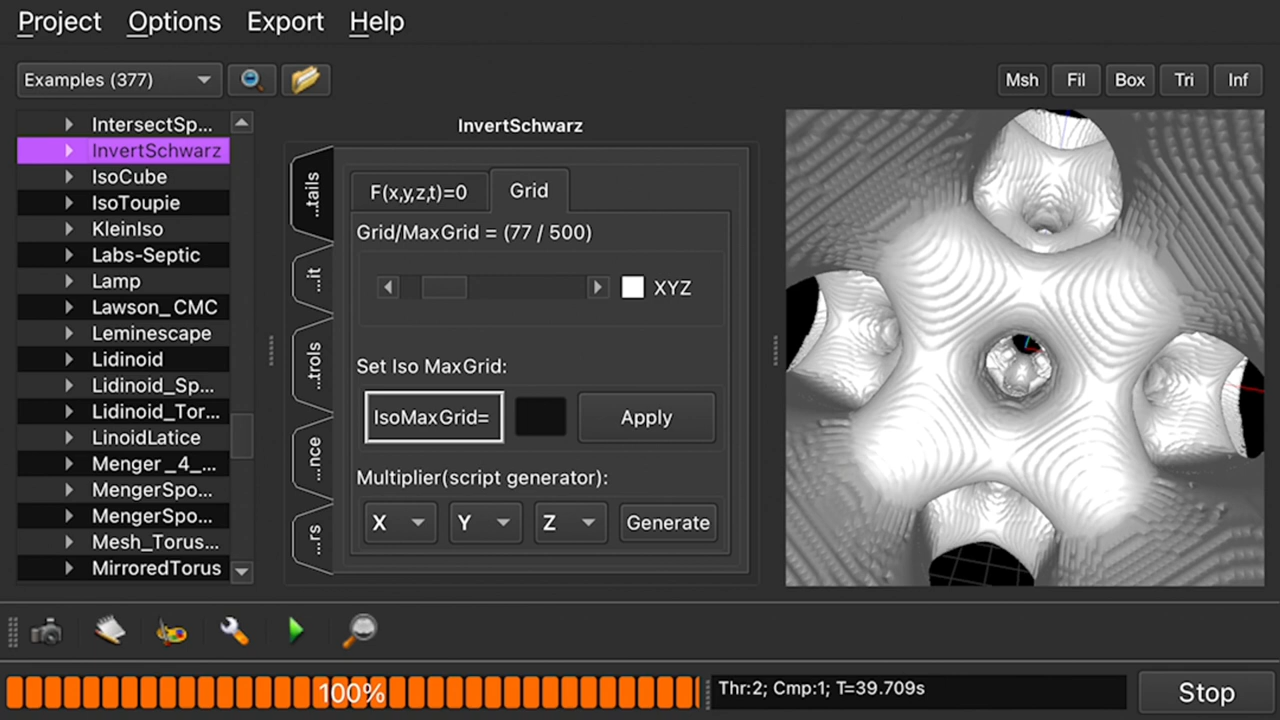 Project Options Export Help
Examples (377)
Msh Fil Box Tri Inf
IntersectSp...
InvertSchwarz
IsoCube
IsoToupie
KleinIso
Labs-Septic
Lamp
Lawson_CMC
Leminescape
Lidinoid
Lidinoid_Sp...
Lidinoid_Tor...
LinoidLatice
Menger_4_...
MengerSpo...
MengerSpo...
Mesh_Torus...
MirroredTorus
InvertSchwarz
...tails
...it
...trols
...nce
...rs
F(x,y,z,t)=0 Grid
Grid/MaxGrid = (77 / 500)
XYZ
Set Iso MaxGrid:
IsoMaxGrid= Apply
Multiplier(script generator):
X Y Z Generate
100% Thr:2; Cmp:1; T=39.709s Stop